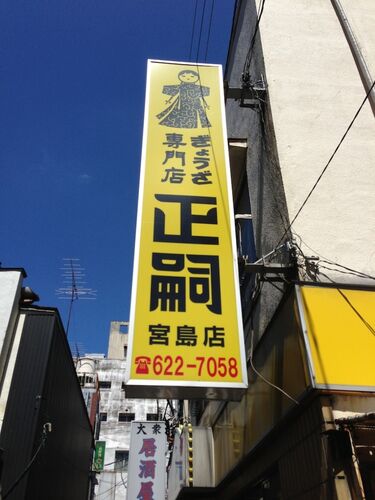 ぎょうざ
専門店
正嗣
宮島店
☎622-7058
大衆
居酒屋